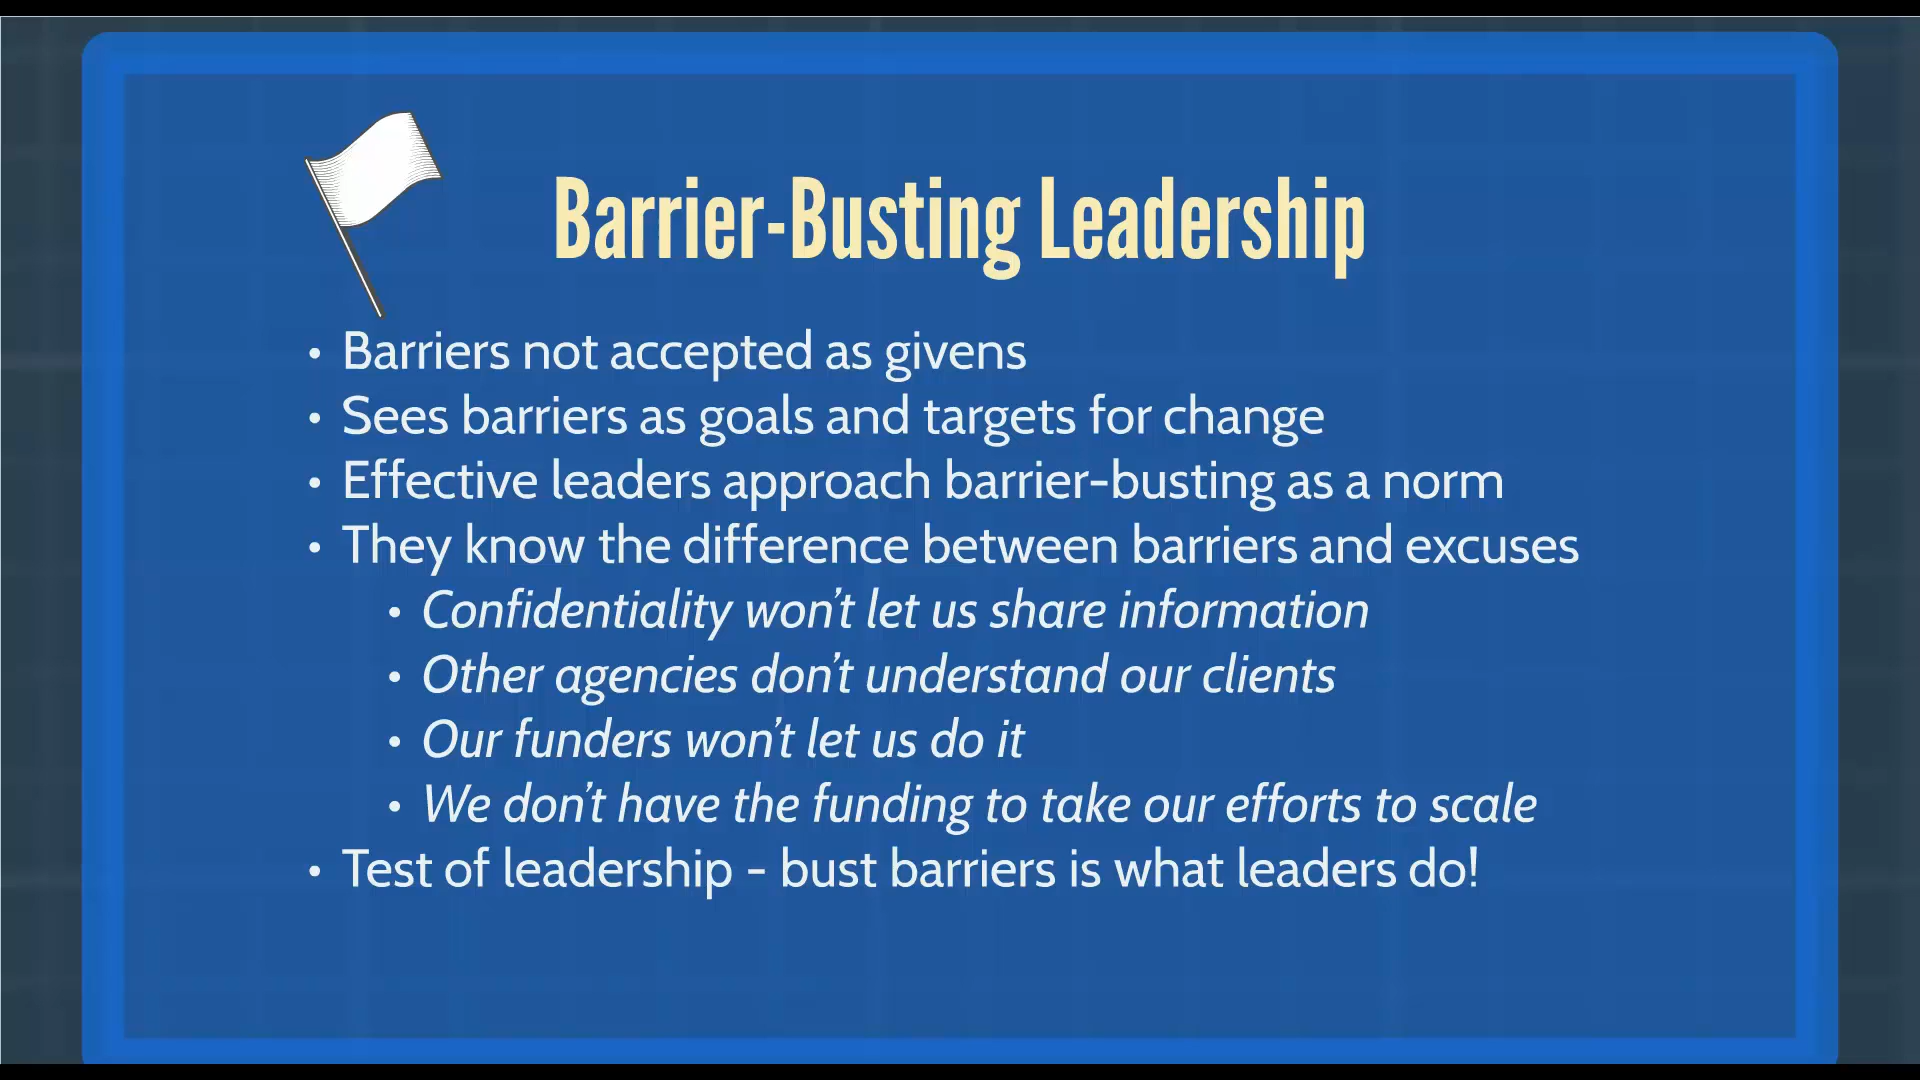 Barrier-Busting Leadership
• Barriers not accepted as givens
• Sees barriers as goals and targets for change
• Effective leaders approach barrier-busting as a norm
• They know the difference between barriers and excuses
• Confidentiality won’t let us share information
• Other agencies don’t understand our clients
• Our funders won’t let us do it
• We don’t have the funding to take our efforts to scale
• Test of leadership - bust barriers is what leaders do!